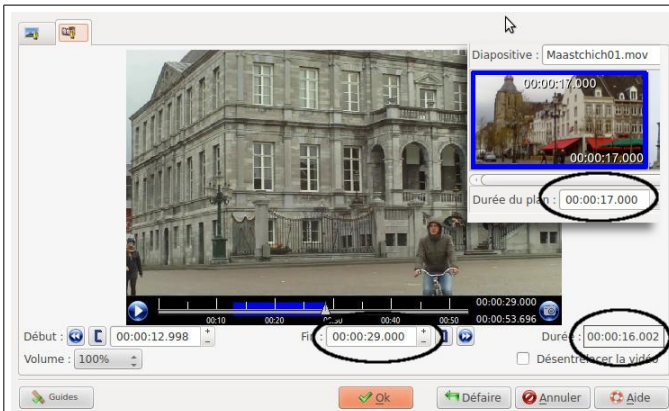 Diapositive : Maastchich01.mov
00:00:17.000
00:00:17.000
Durée du plan : 00:00:17.000
00:10 00:20 00:30 00:40 00:50
00:00:29.000
00:00:53.696
Début : 00:00:12.998
Fin : 00:00:29.000
Durée : 00:00:16.002
Volume : 100%
Désentrelacer la vidéo
Guides
Ok
Défaire
Annuler
Aide